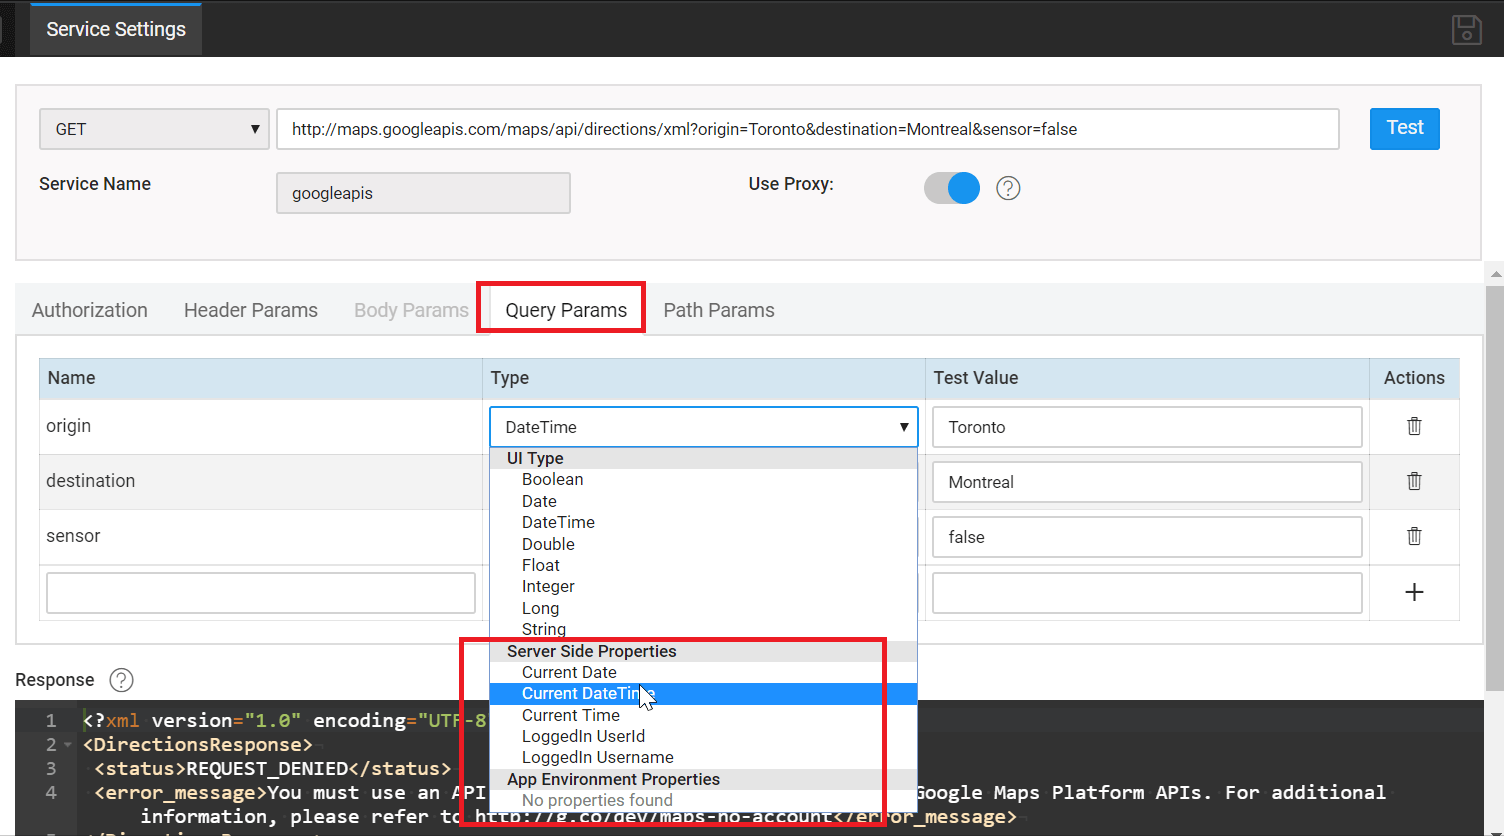 Service Settings
GET
http://maps.googleapis.com/maps/api/directions/xml?origin=Toronto&destination=Montreal&sensor=false
Test
Service Name
googleapis
Use Proxy:
?
Authorization
Header Params
Body Params
Query Params
Path Params
Name
Type
Test Value
Actions
origin
DateTime
Toronto
UI Type
Boolean
destination
Date
Montreal
DateTime
sensor
Double
false
Float
Integer
Long
String
Server Side Properties
Response ?
Current Date
Current DateTime
Current Time
LoggedIn UserId
LoggedIn Username
App Environment Properties
No properties found
1 <?xml version="1.0" encoding="UTF-8
2 <DirectionsResponse>
3 <status>REQUEST_DENIED</status>
4 <error_message>You must use an API Google Maps Platform APIs. For additional
information, please refer to http://g.co/dev/maps-no-account</error_message>